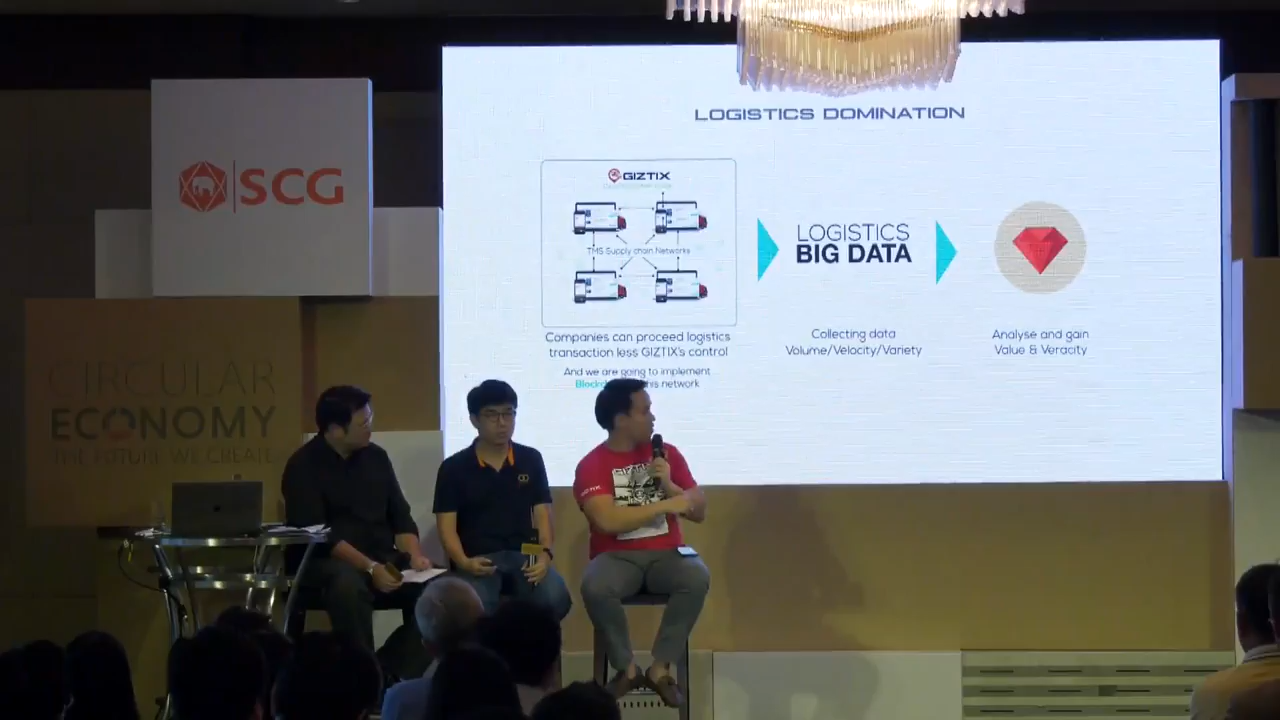 LOGISTICS DOMINATION
SCG
GIZTIX
TMS Supply chain Networks
LOGISTICS
BIG DATA
Companies can proceed logistics
transaction less GIZTIX's control
And we are going to implement
network
Collecting data
Volume/Velocity/Variety
Analyse and gain
Value & Veracity
CIRCULAR
ECONOMY
THE FUTURE WE CREATE
GIZTIX